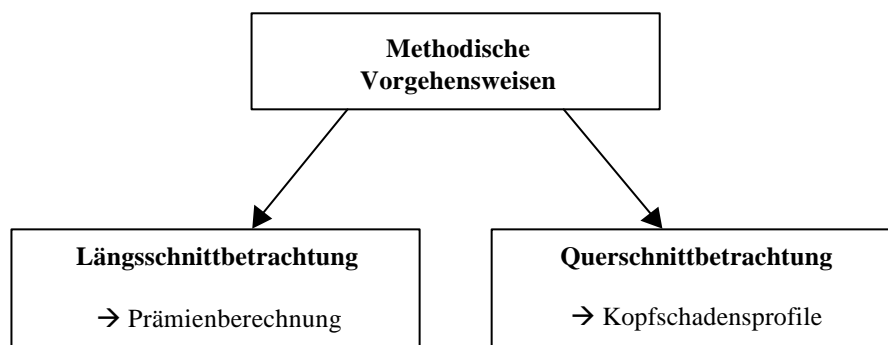 Methodische
Vorgehensweisen
Längsschnittbetrachtung
→ Prämienberechnung
Querschnittbetrachtung
→ Kopfschadensprofile